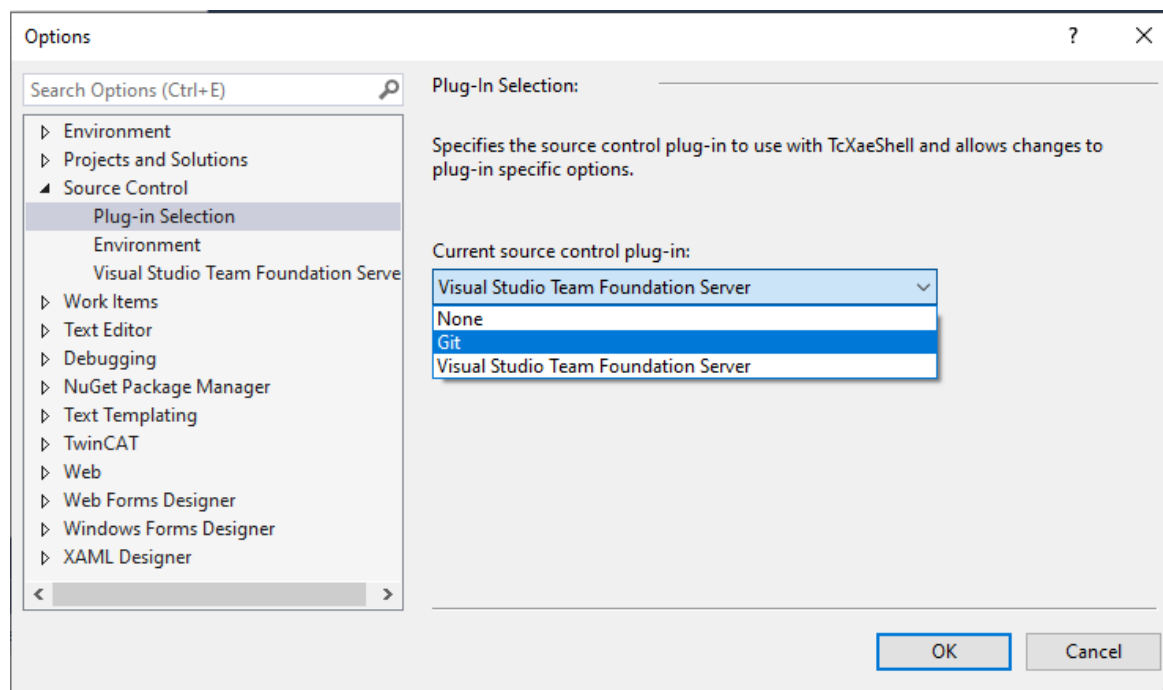 Options
?
Search Options (Ctrl+E)
Environment
Projects and Solutions
Source Control
Plug-in Selection
Environment
Visual Studio Team Foundation Serve
Work Items
Text Editor
Debugging
NuGet Package Manager
Text Templating
TwinCAT
Web
Web Forms Designer
Windows Forms Designer
XAML Designer
Plug-In Selection:
Specifies the source control plug-in to use with TcXaeShell and allows changes to
plug-in specific options.
Current source control plug-in:
Visual Studio Team Foundation Server
None
Git
Visual Studio Team Foundation Server
OK
Cancel